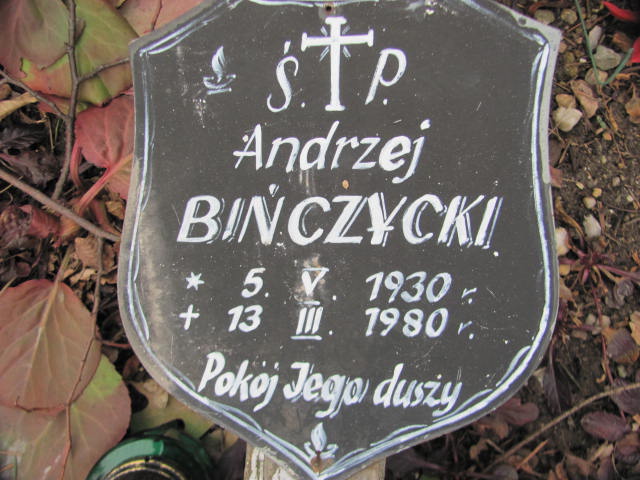 Ś. P.
Andrzej
BIŃCZYCKI.
* 5. V. 1930 r.
+ 13 III 1980 r.
Pokój Jego duszy